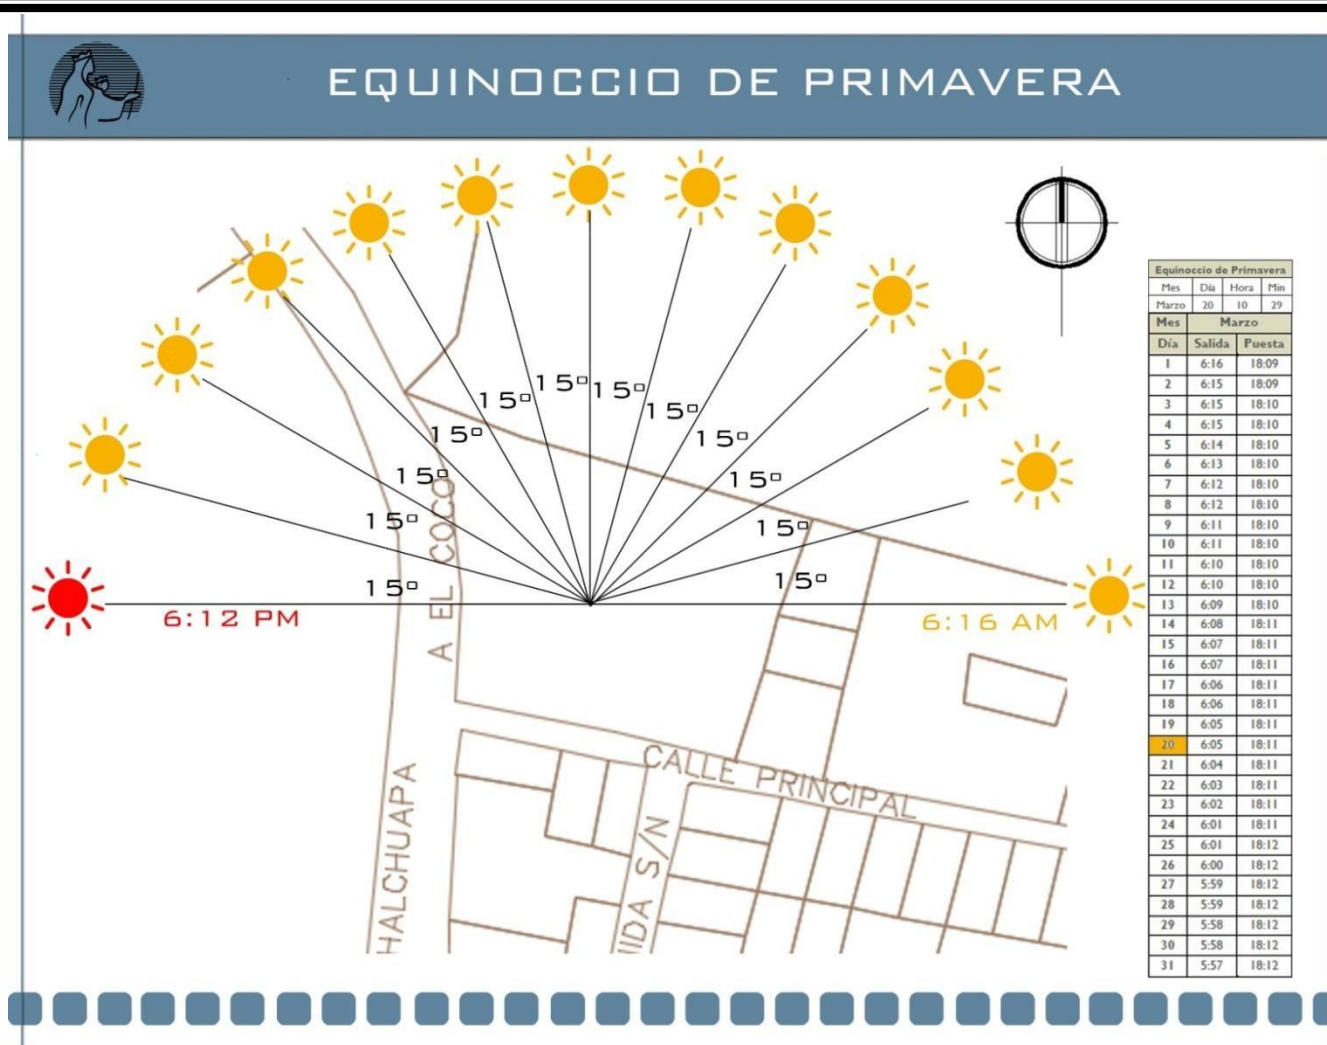 EQUINOCCIO DE PRIMAVERA
15º
15º
15º
15º
15º
15º
15º
15º
15º
15º
15º
15º
6:12 PM
6:16 AM
A EL COCO
HALCHUAPA
CALLE PRINCIPAL
IDA S/N
Equinoccio de Primavera
Mes Día Hora Min
Marzo 20 10 29
Mes Marzo
Día Salida Puesta
1 6:16 18:09
2 6:15 18:09
3 6:15 18:10
4 6:15 18:10
5 6:14 18:10
6 6:13 18:10
7 6:12 18:10
8 6:12 18:10
9 6:11 18:10
10 6:11 18:10
11 6:10 18:10
12 6:10 18:10
13 6:09 18:10
14 6:08 18:11
15 6:07 18:11
16 6:07 18:11
17 6:06 18:11
18 6:06 18:11
19 6:05 18:11
20 6:05 18:11
21 6:04 18:11
22 6:03 18:11
23 6:02 18:11
24 6:01 18:11
25 6:01 18:12
26 6:00 18:12
27 5:59 18:12
28 5:59 18:12
29 5:58 18:12
30 5:58 18:12
31 5:57 18:12